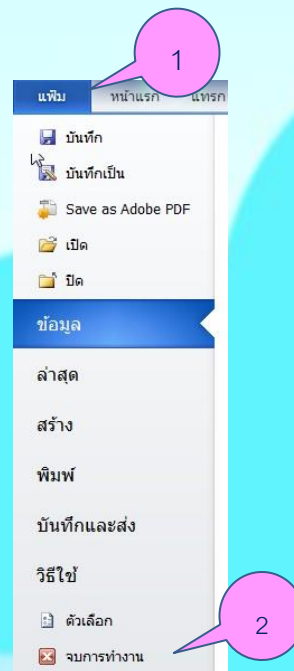 1
แฟ้ม หน้าแรก แทรก
บันทึก
บันทึกเป็น
Save as Adobe PDF
เปิด
ปิด
ข้อมูล
ล่าสุด
สร้าง
พิมพ์
บันทึกและส่ง
วิธีใช้
ตัวเลือก
จบการทำงาน
2